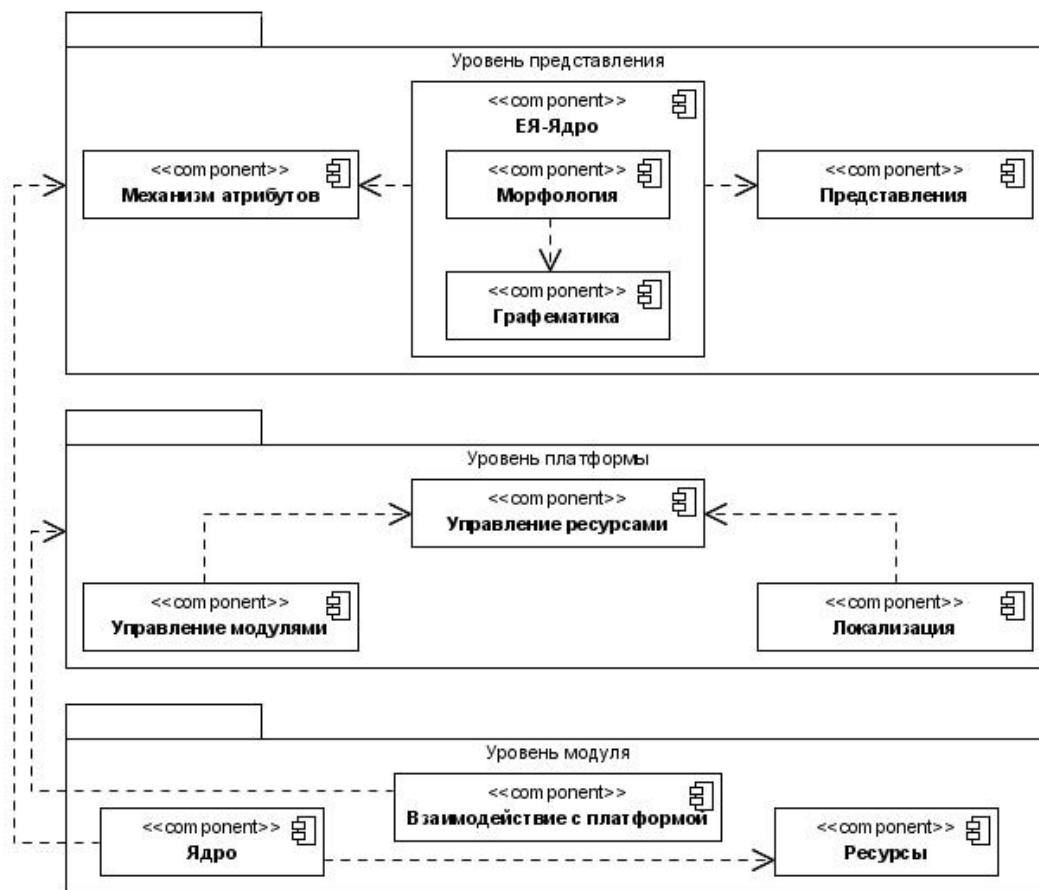 Уровень представления
<<component>>
ЕЯ-Ядро
<<component>>
Механизм атрибутов
<<component>>
Морфология
<<component>>
Представления
<<component>>
Графематика
Уровень платформы
<<component>>
Управление ресурсами
<<component>>
Управление модулями
<<component>>
Локализация
Уровень модуля
<<component>>
Взаимодействие с платформой
<<component>>
Ядро
<<component>>
Ресурсы